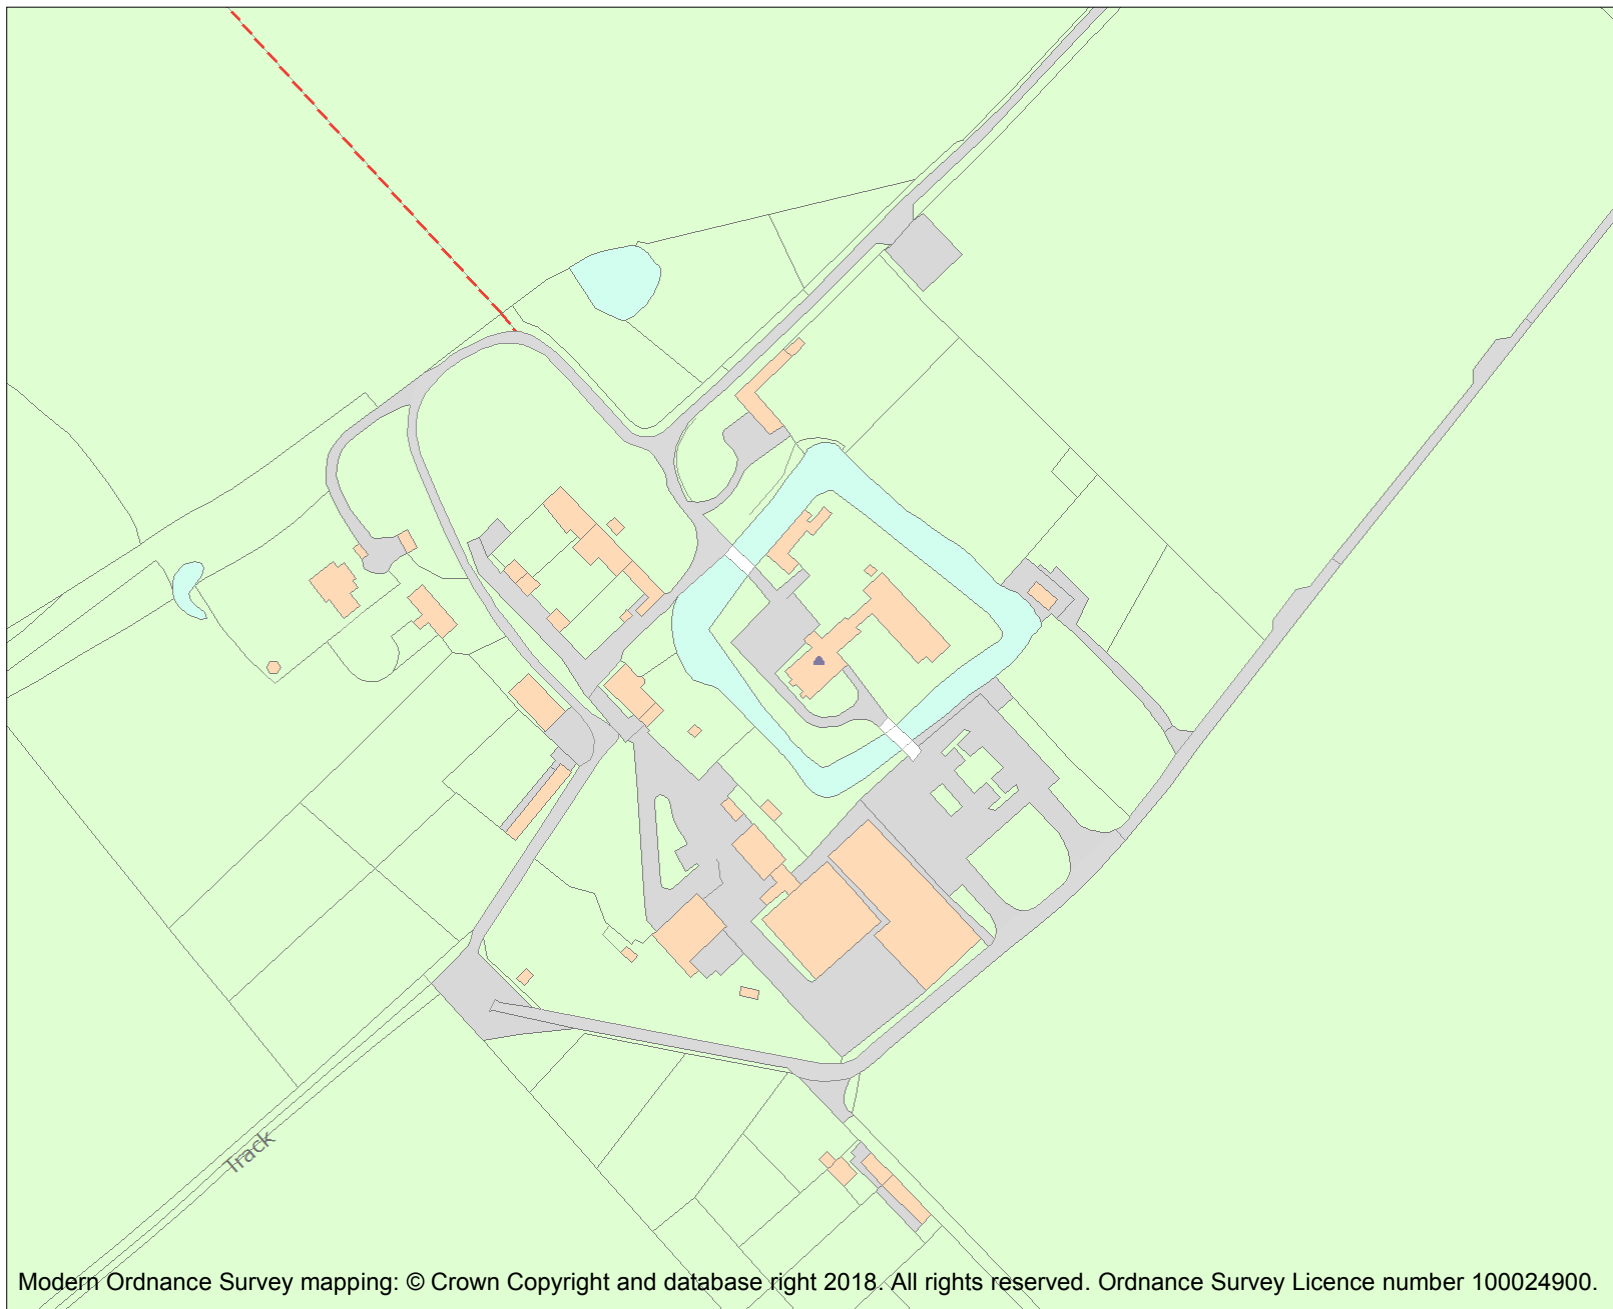 Track
Modern Ordnance Survey mapping: © Crown Copyright and database right 2018. All rights reserved. Ordnance Survey Licence number 100024900.